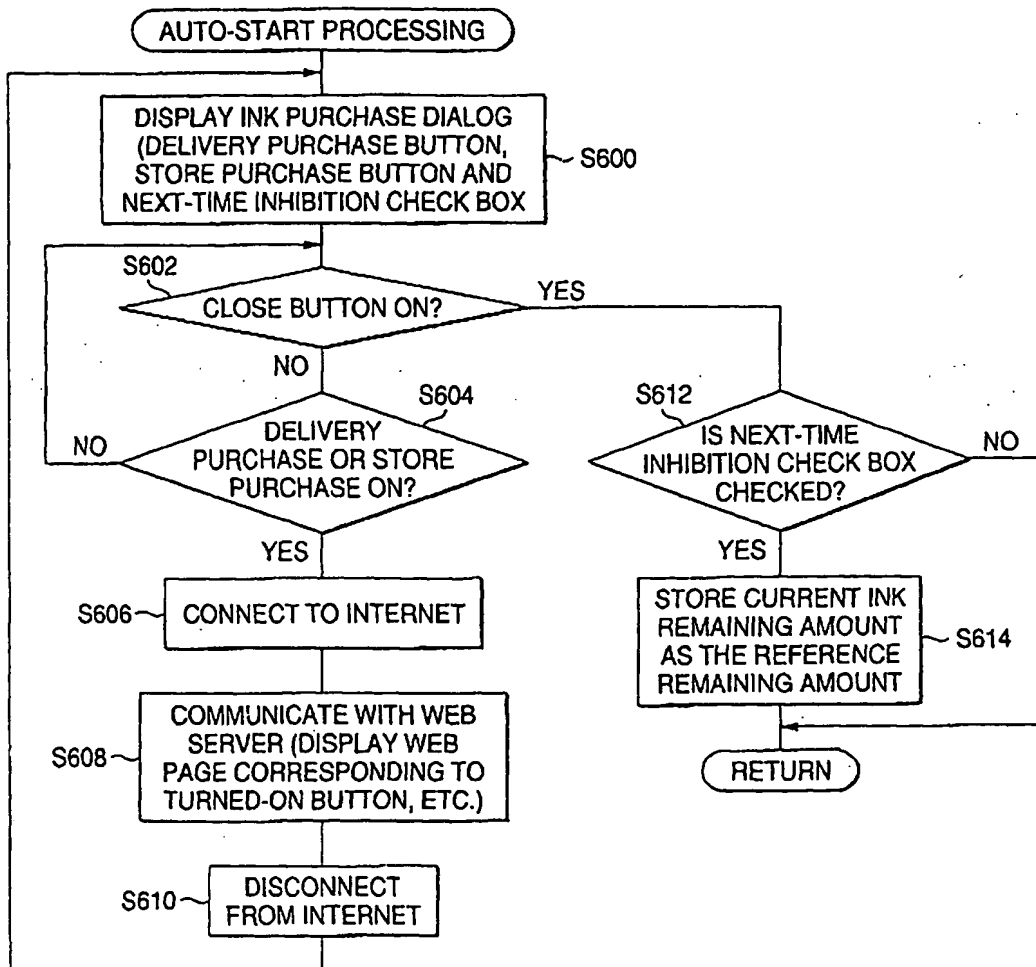 AUTO-START PROCESSING
DISPLAY INK PURCHASE DIALOG
(DELIVERY PURCHASE BUTTON,
STORE PURCHASE BUTTON AND
NEXT-TIME INHIBITION CHECK BOX
S600
S602
CLOSE BUTTON ON?
YES
NO
S604
DELIVERY
PURCHASE OR STORE
PURCHASE ON?
NO
YES
S606
CONNECT TO INTERNET
S608
COMMUNICATE WITH WEB
SERVER (DISPLAY WEB
PAGE CORRESPONDING TO
TURNED-ON BUTTON, ETC.)
S610
DISCONNECT
FROM INTERNET
S612
IS NEXT-TIME
INHIBITION CHECK BOX
CHECKED?
NO
YES
STORE CURRENT INK
REMAINING AMOUNT
AS THE REFERENCE
REMAINING AMOUNT
S614
RETURN